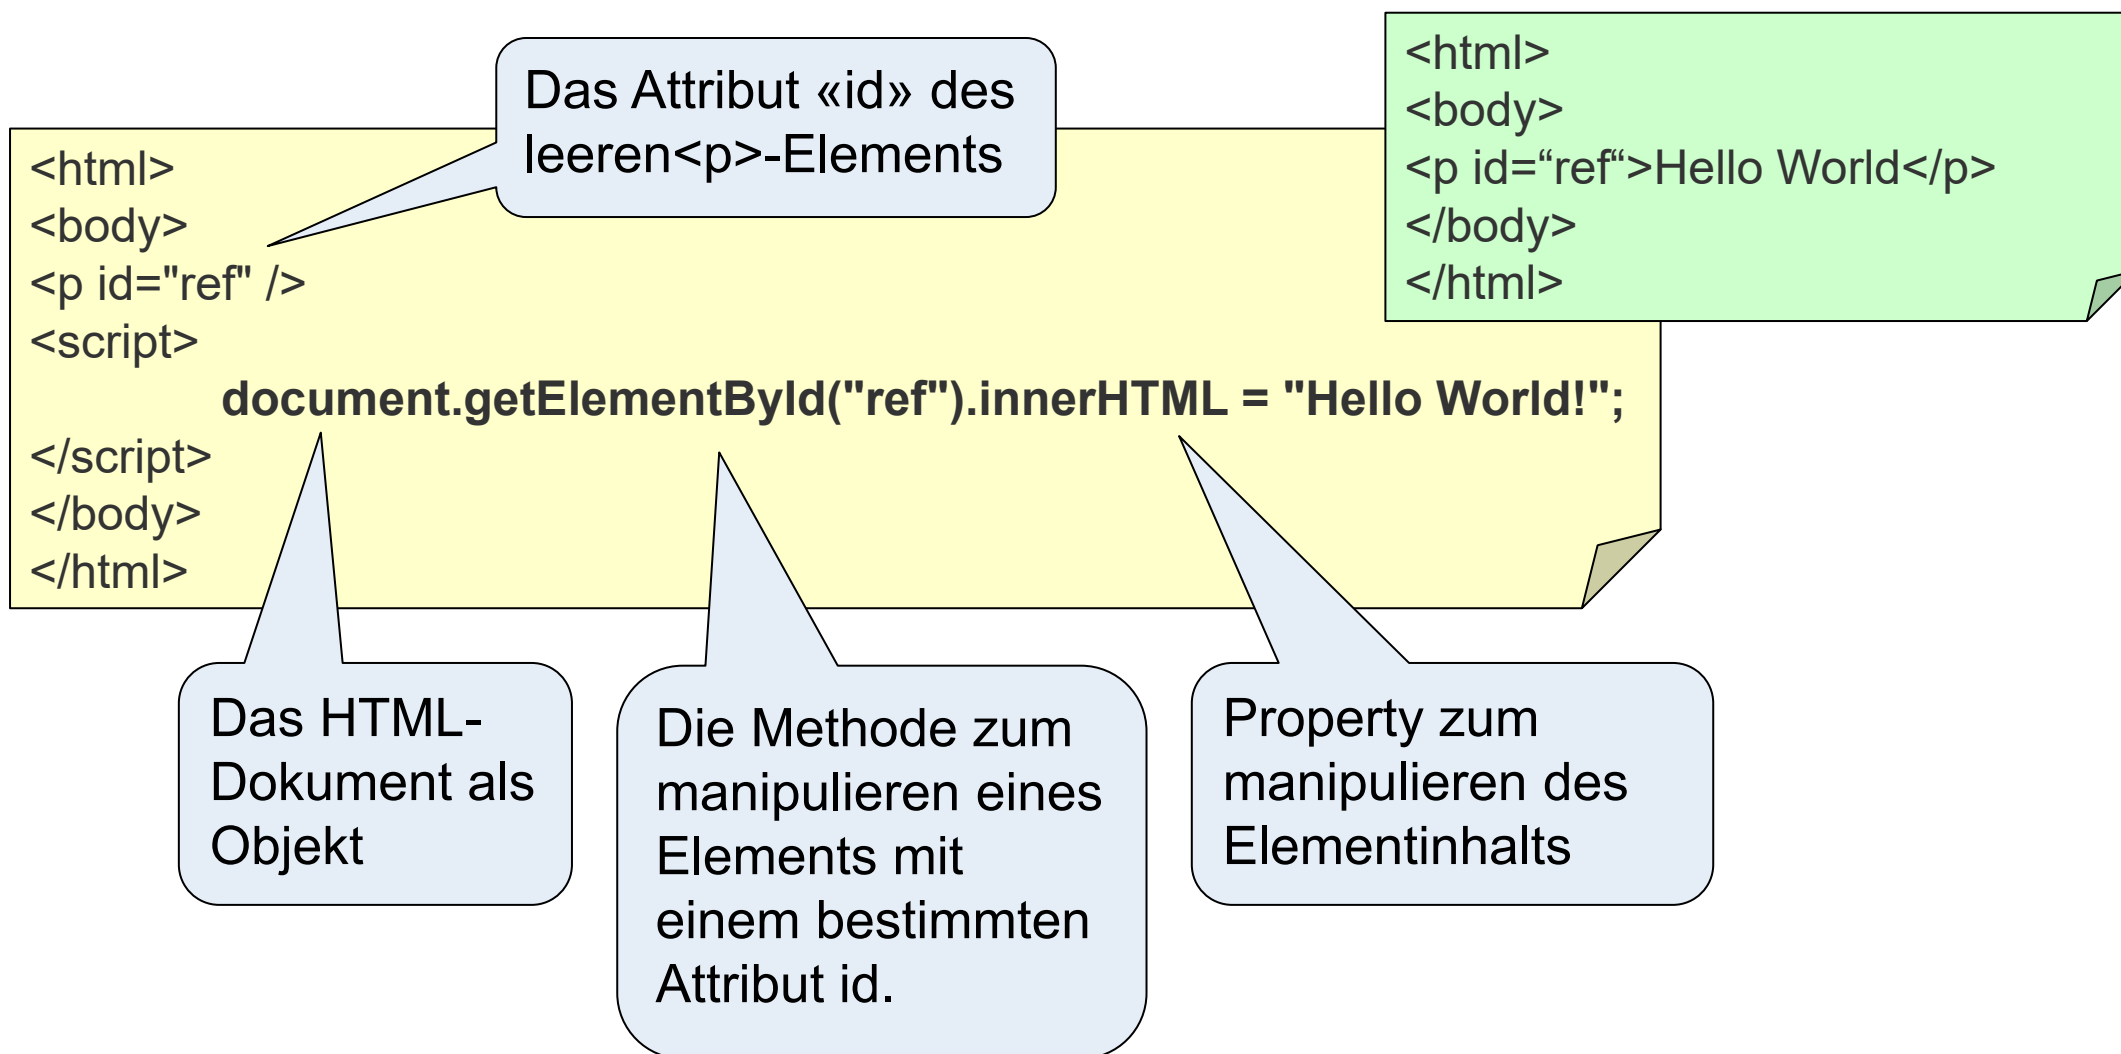 Das Attribut «id» des
leeren<p>-Elements
<html>
<body>
<p id="ref" />
<script>
document.getElementById("ref").innerHTML = "Hello World!";
</script>
</body>
</html>
<html>
<body>
<p id=“ref“>Hello World</p>
</body>
</html>
Das HTML-
Dokument als
Objekt
Die Methode zum
manipulieren eines
Elements mit
einem bestimmten
Attribut id.
Property zum
manipulieren des
Elementinhalts